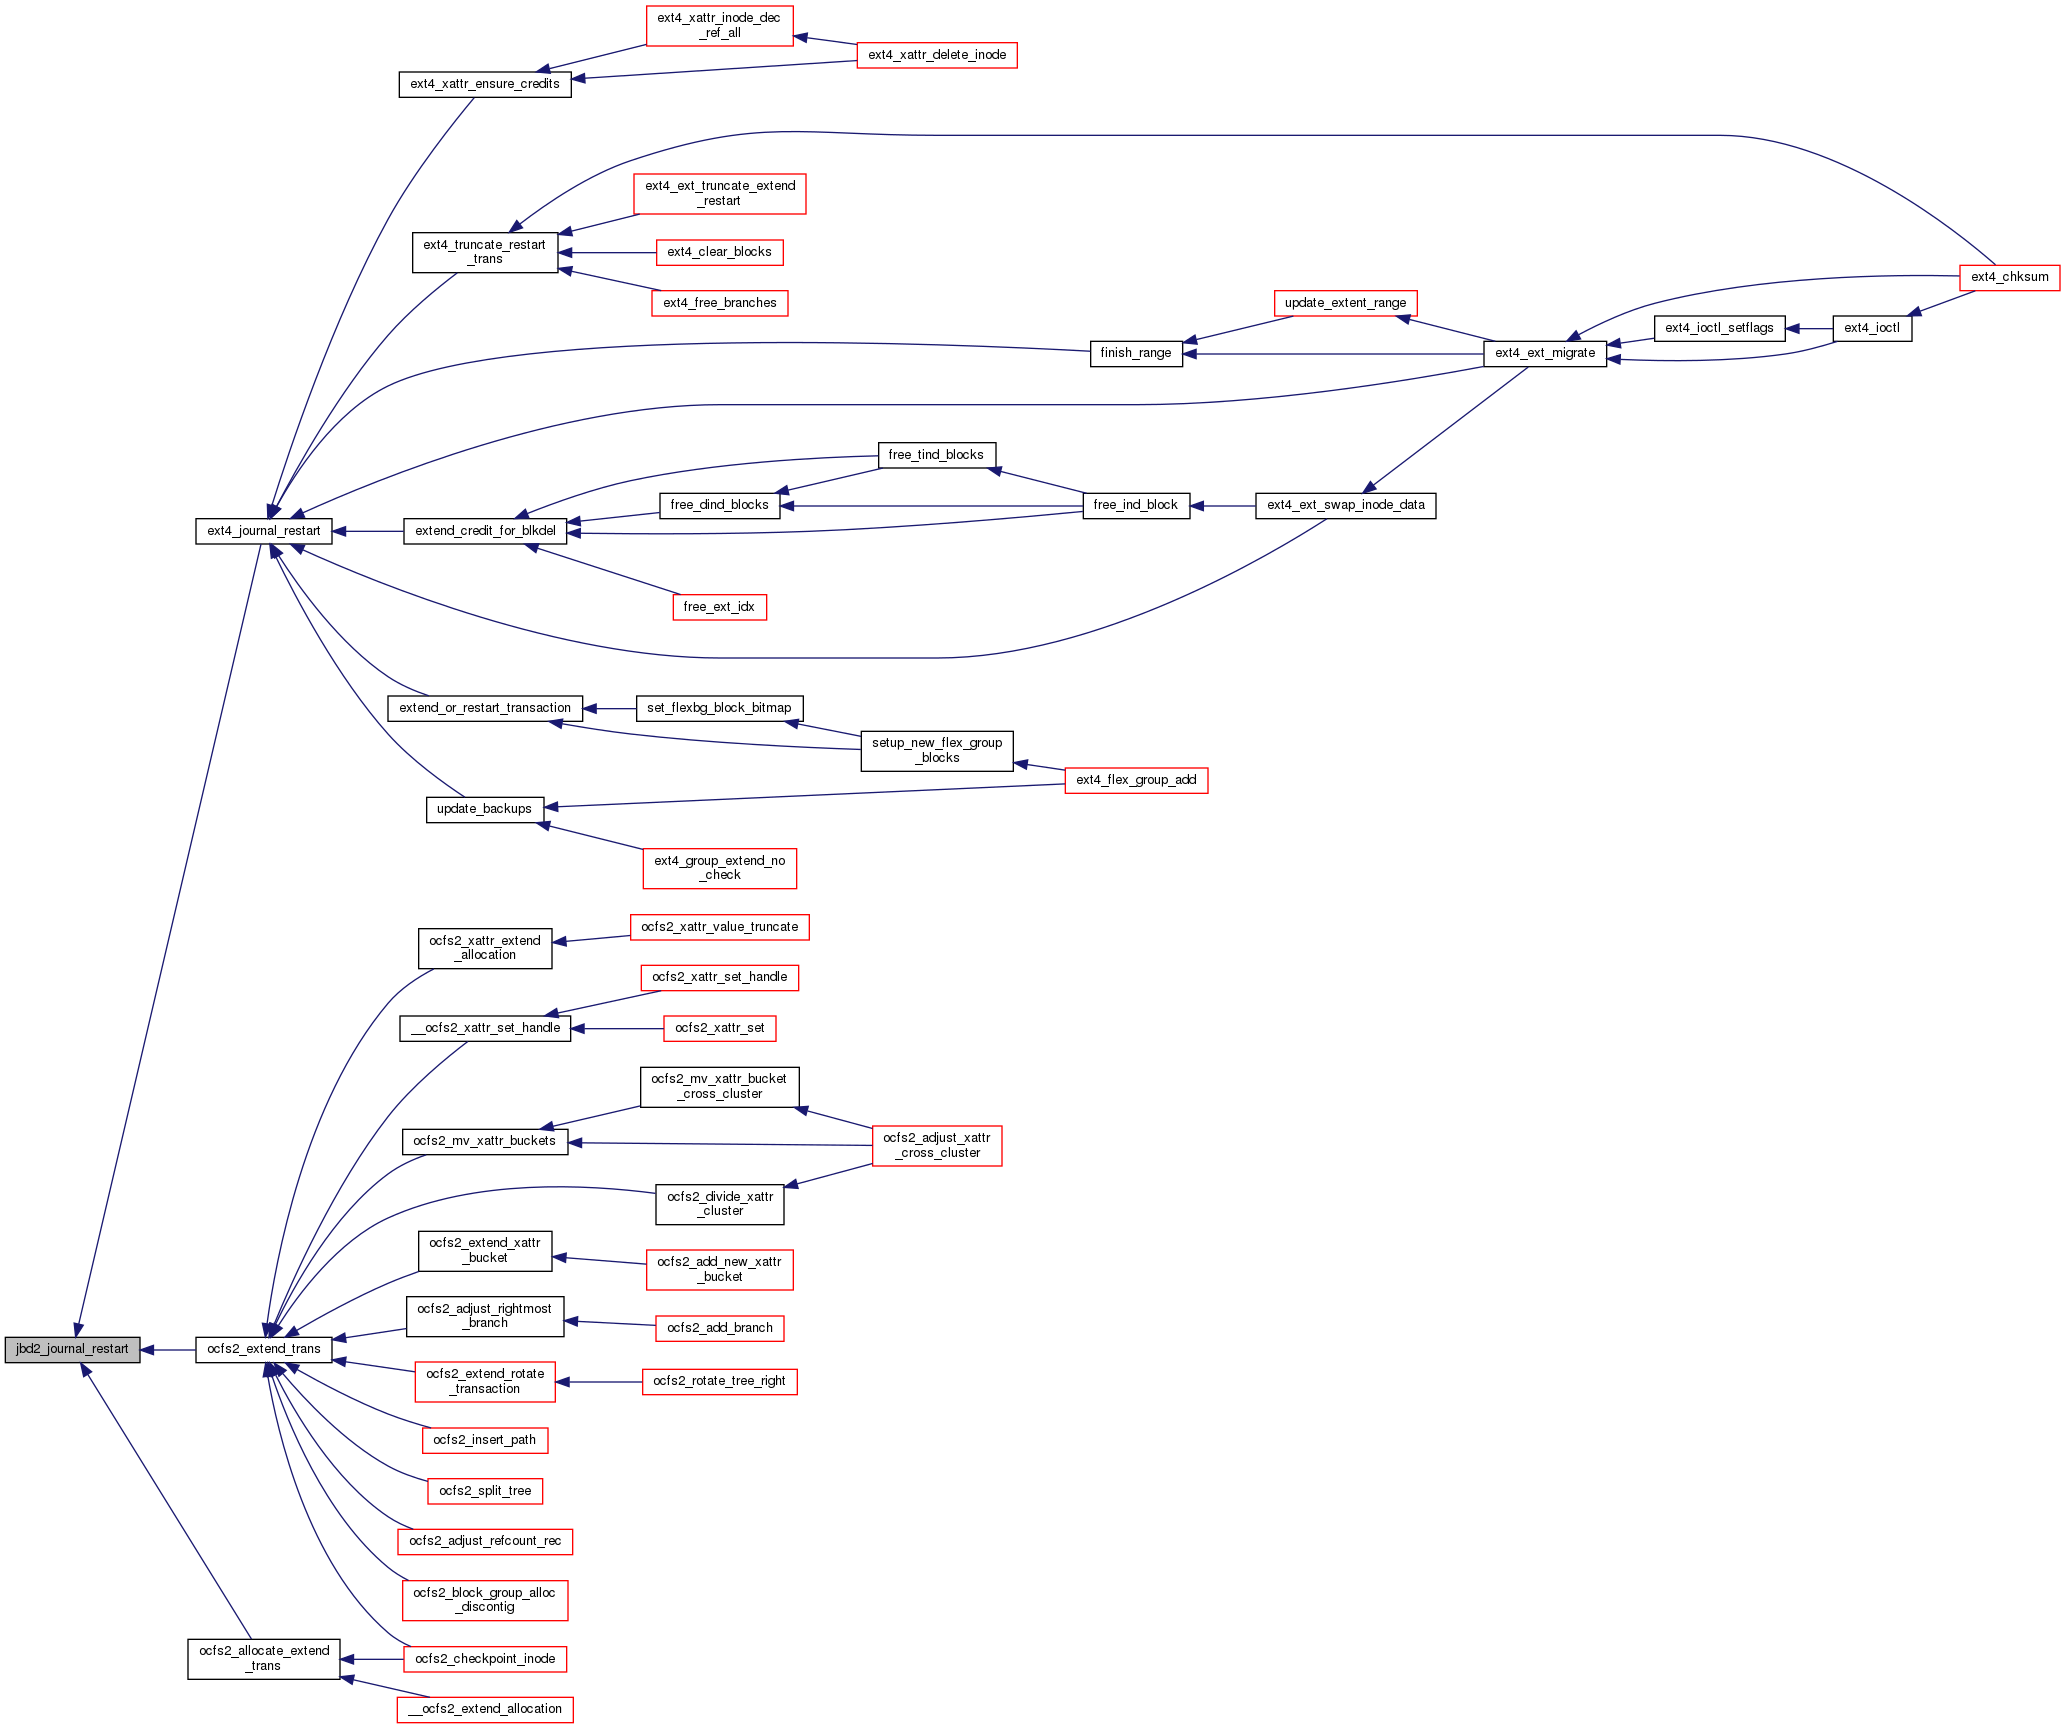 ext4_xattr_inode_dec
_ref_all
ext4_xattr_delete_inode
ext4_xattr_ensure_credits
ext4_ext_truncate_extend
_restart
ext4_truncate_restart
_trans
ext4_clear_blocks
ext4_chksum
ext4_free_branches
update_extent_range
ext4_ioctl_setflags
ext4_ioctl
finish_range
ext4_ext_migrate
free_tind_blocks
free_dind_blocks
free_ind_block
ext4_ext_swap_inode_data
ext4_journal_restart
extend_credit_for_blkdel
free_ext_idx
extend_or_restart_transaction
set_flexbg_block_bitmap
setup_new_flex_group
_blocks
ext4_flex_group_add
update_backups
ext4_group_extend_no
_check
ocfs2_xattr_value_truncate
ocfs2_xattr_extend
_allocation
ocfs2_xattr_set_handle
__ocfs2_xattr_set_handle
ocfs2_xattr_set
ocfs2_mv_xattr_bucket
_cross_cluster
ocfs2_mv_xattr_buckets
ocfs2_adjust_xattr
_cross_cluster
ocfs2_divide_xattr
_cluster
ocfs2_extend_xattr
_bucket
ocfs2_add_new_xattr
_bucket
ocfs2_adjust_rightmost
_branch
ocfs2_add_branch
jbd2_journal_restart
ocfs2_extend_trans
ocfs2_extend_rotate
_transaction
ocfs2_rotate_tree_right
ocfs2_insert_path
ocfs2_split_tree
ocfs2_adjust_refcount_rec
ocfs2_block_group_alloc
_discontig
ocfs2_allocate_extend
_trans
ocfs2_checkpoint_inode
__ocfs2_extend_allocation